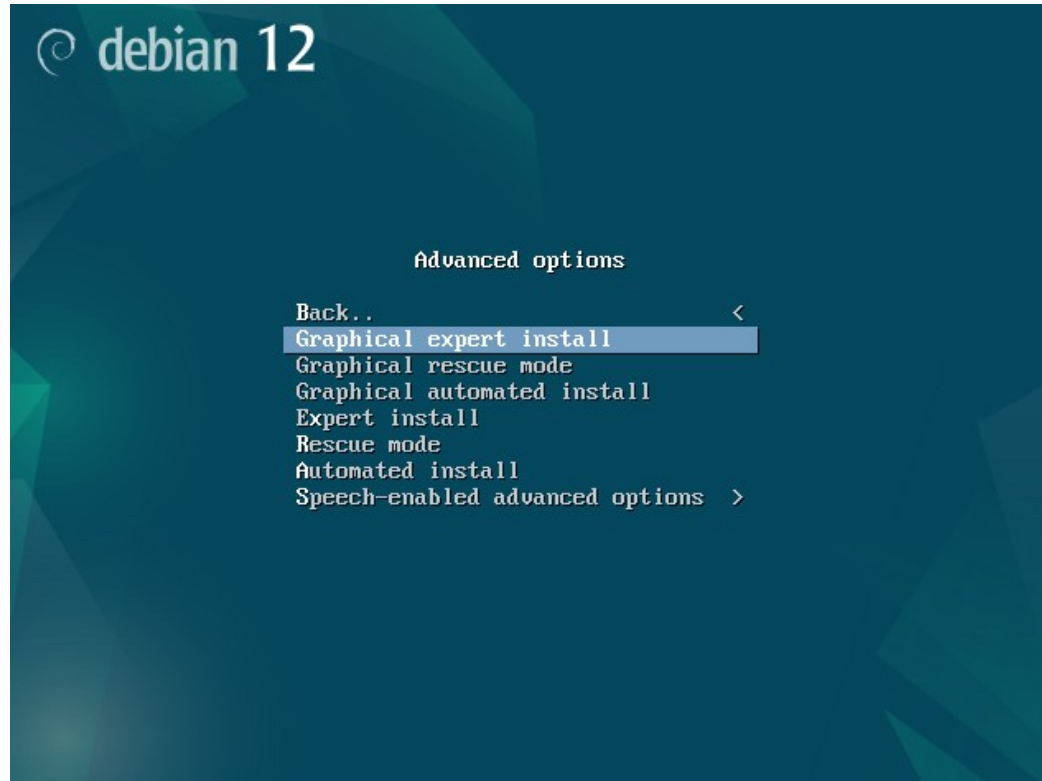 debian 12
Advanced options
Back.. <
Graphical expert install
Graphical rescue mode
Graphical automated install
Expert install
Rescue mode
Automated install
Speech-enabled advanced options >